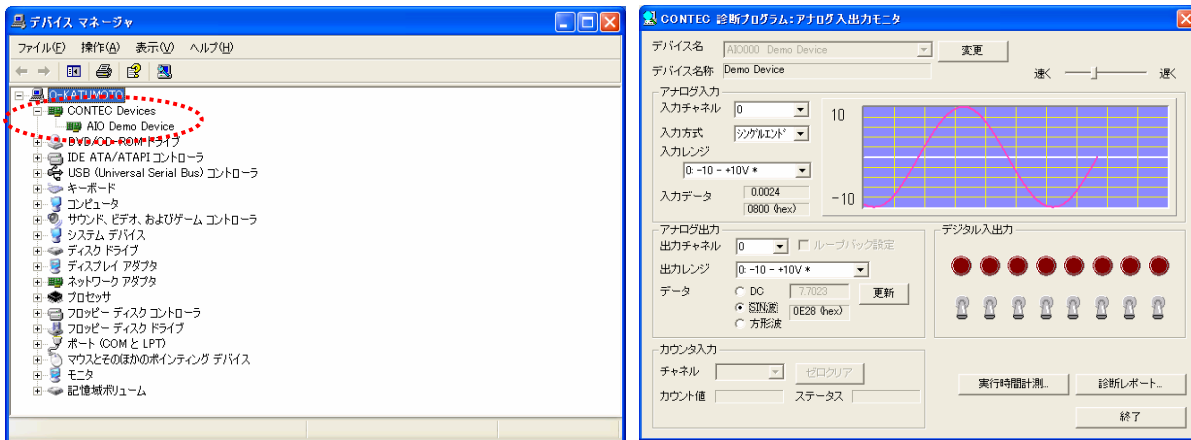 デバイス マネージャ
ファイル(F) 操作(A) 表示(V) ヘルプ(H)
O-KATUMOTO
CONTEC Devices
AIO Demo Device
DVD/CD-ROM ドライブ
IDE ATA/ATAPI コントローラ
USB (Universal Serial Bus) コントローラ
キーボード
コンピュータ
サウンド、ビデオ、およびゲーム コントローラ
システム デバイス
ディスク ドライブ
ディスプレイ アダプタ
ネットワーク アダプタ
プロセッサ
フロッピー ディスク コントローラ
フロッピー ディスク ドライブ
ポート (COM と LPT)
マウスとそのほかのポインティング デバイス
モニタ
記憶域ボリューム
CONTEC 診断プログラム:アナログ入出力モニタ
デバイス名 AIO000 Demo Device 変更
デバイス名称 Demo Device 速く 遅く
アナログ入力
入力チャネル 0
入力方式 シングルエンド
入力レンジ
0: -10 - +10V *
入力データ 0.0024
0800 (hex)
10
-10
アナログ出力
出力チャネル 0 ループバック設定
出力レンジ 0: -10 - +10V *
データ DC 7.7023 更新
SIN波 0E28 (hex)
方形波
デジタル入出力
カウンタ入力
チャネル ゼロクリア
カウント値 ステータス
実行時間計測... 診断レポート...
終了